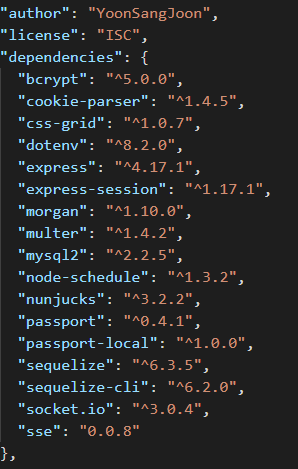 "author": "YoonSangJoon",
"license": "ISC",
"dependencies": {
"bcrypt": "^5.0.0",
"cookie-parser": "^1.4.5",
"css-grid": "^1.0.7",
"dotenv": "^8.2.0",
"express": "^4.17.1",
"express-session": "^1.17.1",
"morgan": "^1.10.0",
"multer": "^1.4.2",
"mysql2": "^2.2.5",
"node-schedule": "^1.3.2",
"nunjucks": "^3.2.2",
"passport": "^0.4.1",
"passport-local": "^1.0.0",
"sequelize": "^6.3.5",
"sequelize-cli": "^6.2.0",
"socket.io": "^3.0.4",
"sse": "0.0.8"
},